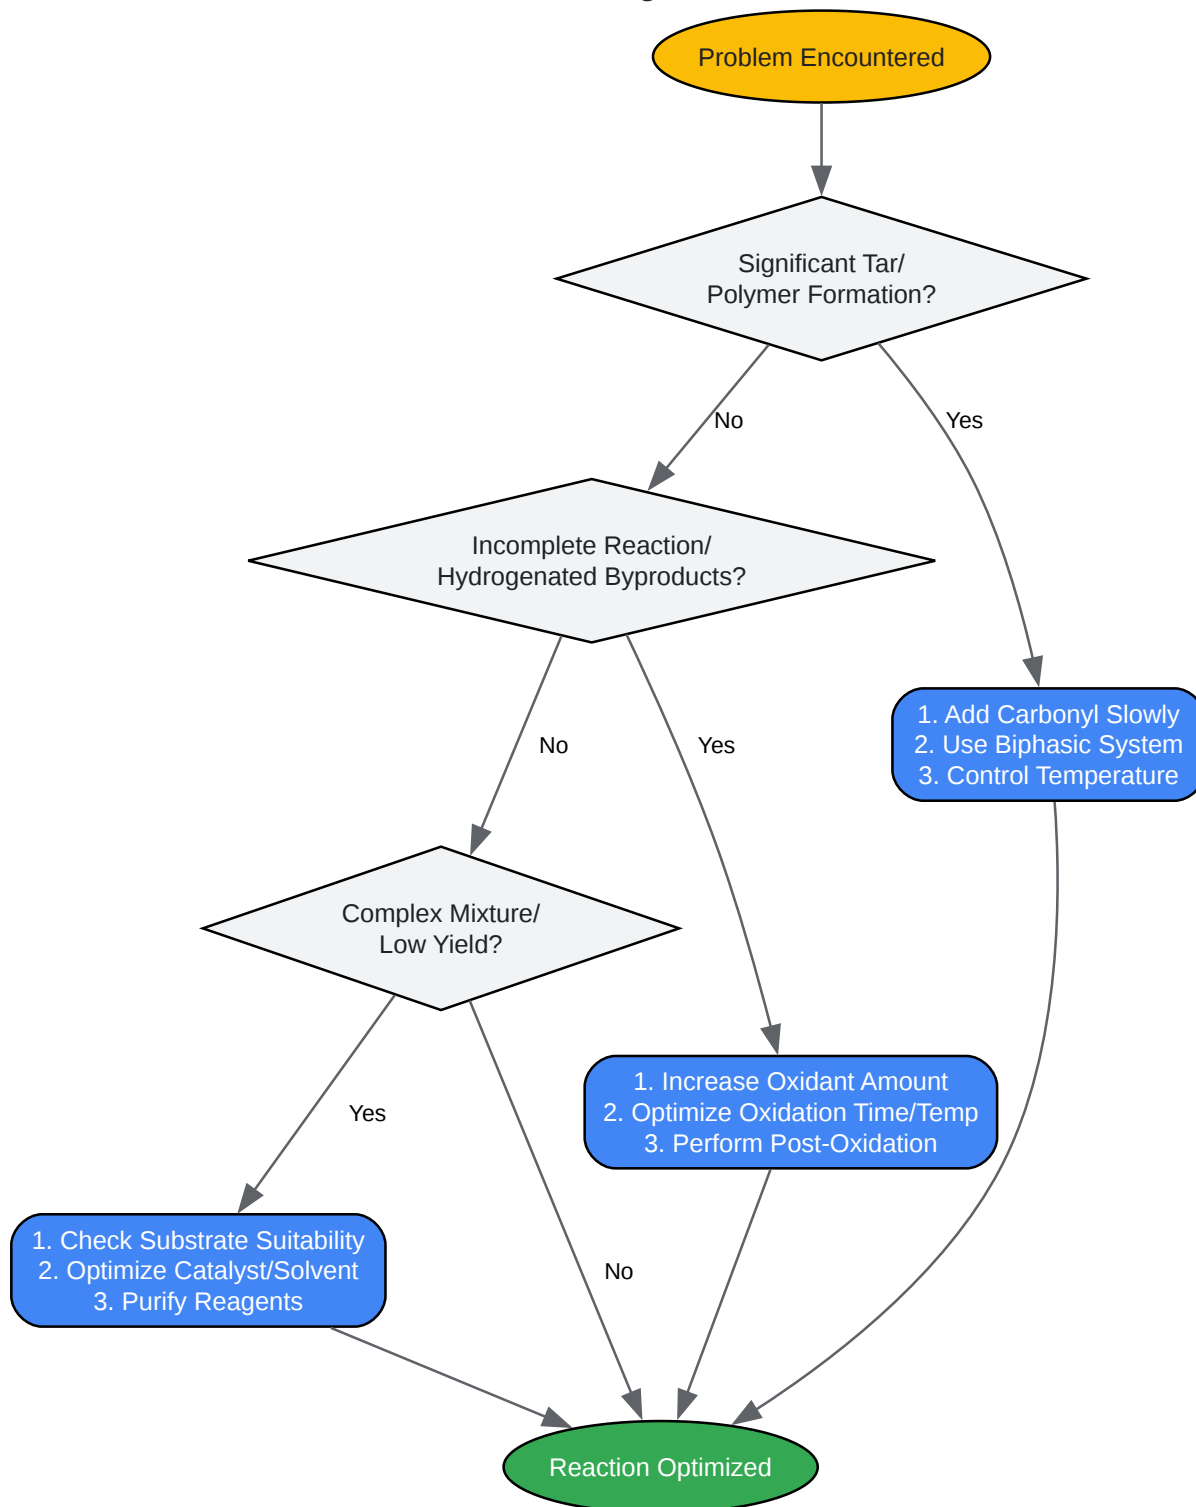 Problem Encountered
Significant Tar/
Polymer Formation?
No
Yes
Incomplete Reaction/
Hydrogenated Byproducts?
No
Yes
1. Add Carbonyl Slowly
2. Use Biphasic System
3. Control Temperature
Complex Mixture/
Low Yield?
Yes
No
1. Increase Oxidant Amount
2. Optimize Oxidation Time/Temp
3. Perform Post-Oxidation
1. Check Substrate Suitability
2. Optimize Catalyst/Solvent
3. Purify Reagents
Reaction Optimized